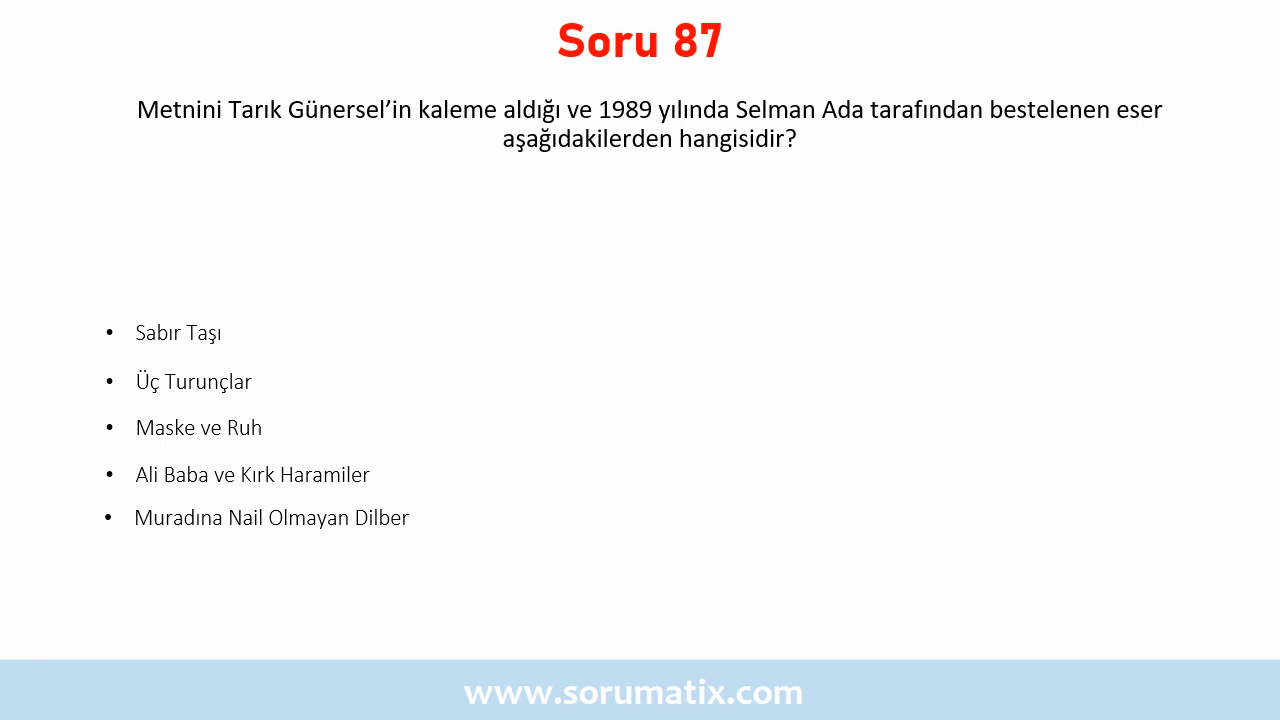 Soru 87
Metnini Tarık Günersel’in kaleme aldığı ve 1989 yılında Selman Ada tarafından bestelenen eser
aşağıdakilerden hangisidir?
• Sabır Taşı
• Üç Turunçlar
• Maske ve Ruh
• Ali Baba ve Kırk Haramiler
• Muradına Nail Olmayan Dilber
www.sorumatix.com